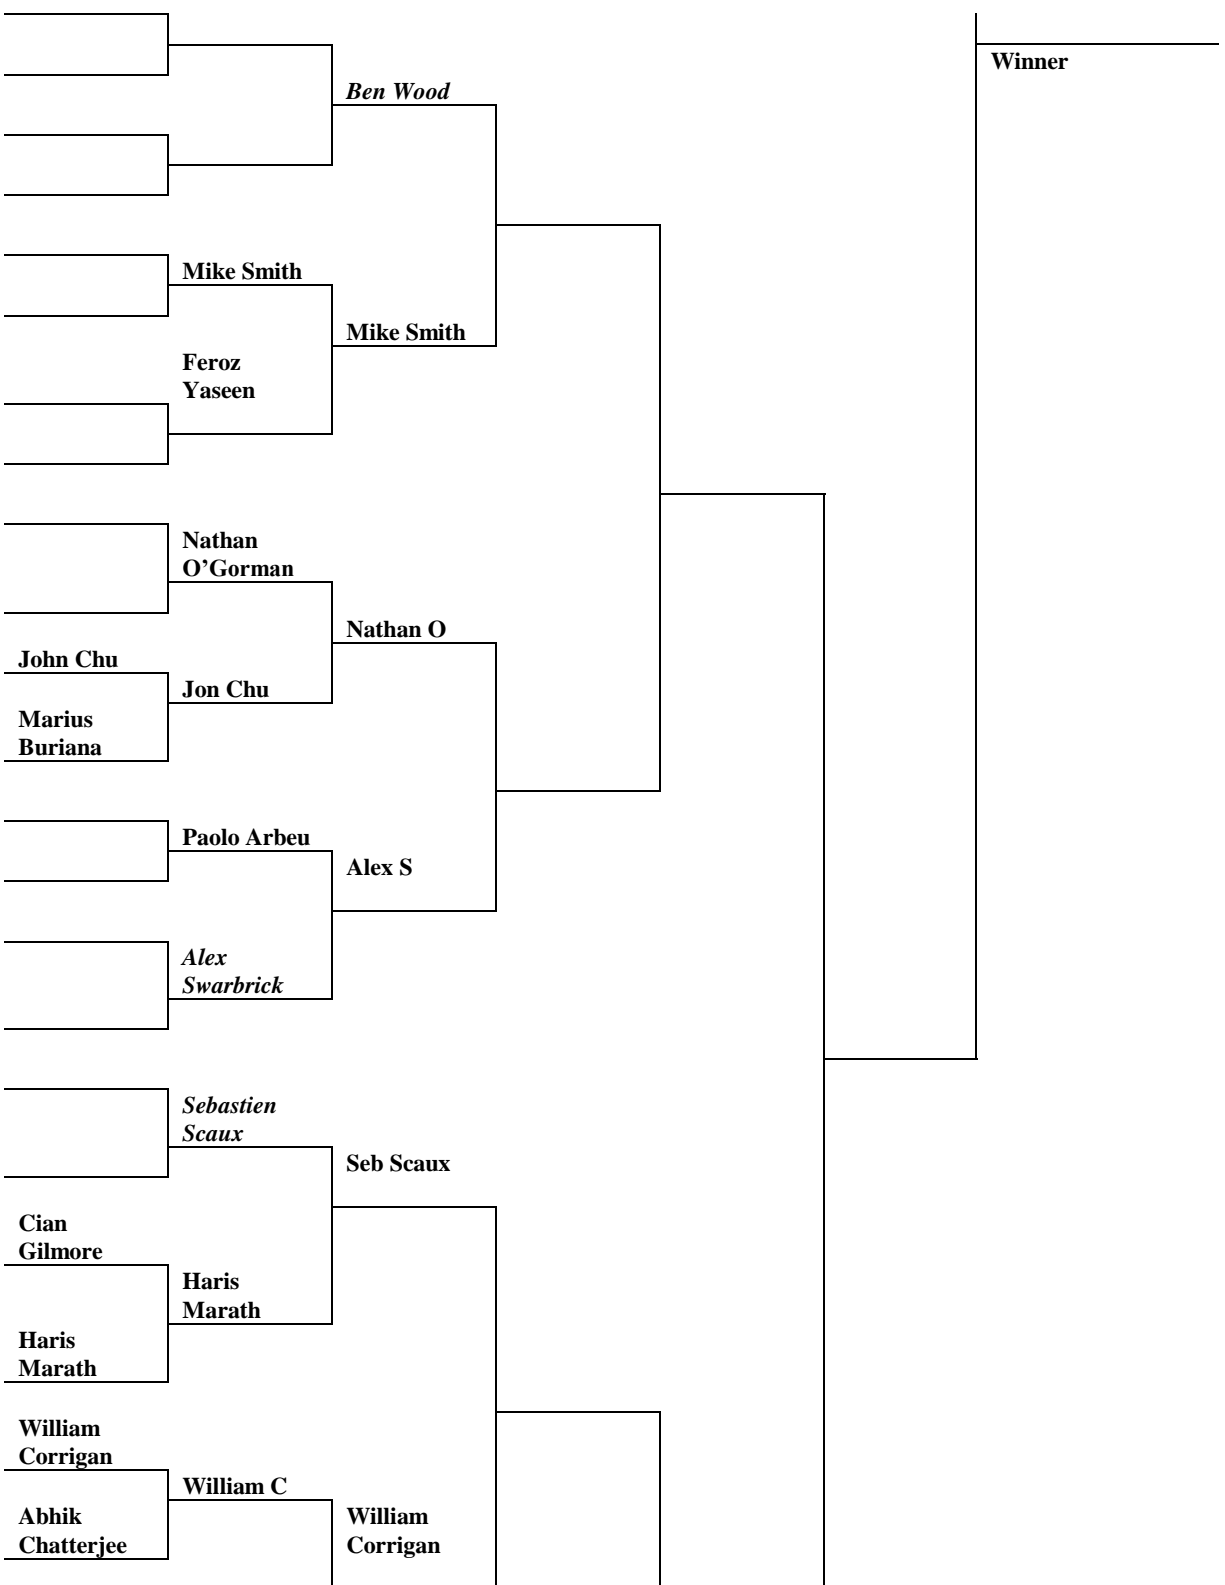 Winner
Ben Wood
Mike Smith
Mike Smith
Feroz
Yaseen
Nathan
O’Gorman
Nathan O
John Chu
Jon Chu
Marius
Buriana
Paolo Arbeu
Alex S
Alex
Swarbrick
Sebastien
Scaux
Seb Scaux
Cian
Gilmore
Haris
Marath
Haris
Marath
William
Corrigan
William C
Abhik
Chatterjee
William
Corrigan